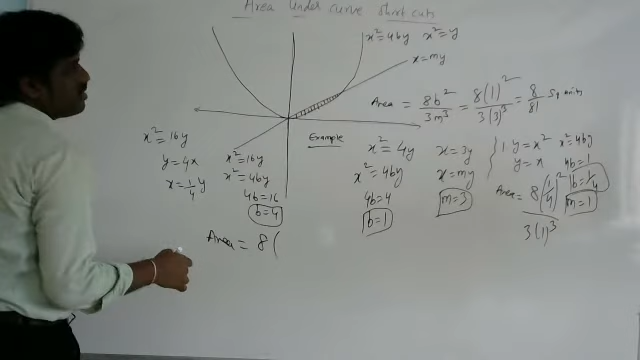 Area Under curve Short cuts
x² = 4by x² = y
x = my
Area = 8b²/3m³ = 8(1)²/3(3)³ = 8/81 Sq units
Example
x² = 16y
y = 4x
x = 1/4 y
x² = 16y
x² = 4by
4b = 16
b = 4
Area = 8(
x² = 4y
x² = 4by
4b = 4
b = 1
x = 3y
x = my
m = 3
1 y = x² x² = 4by
y = x 4b = 1
b = 1/4
m = 1
Area = 8(1/4)²/3(1)³